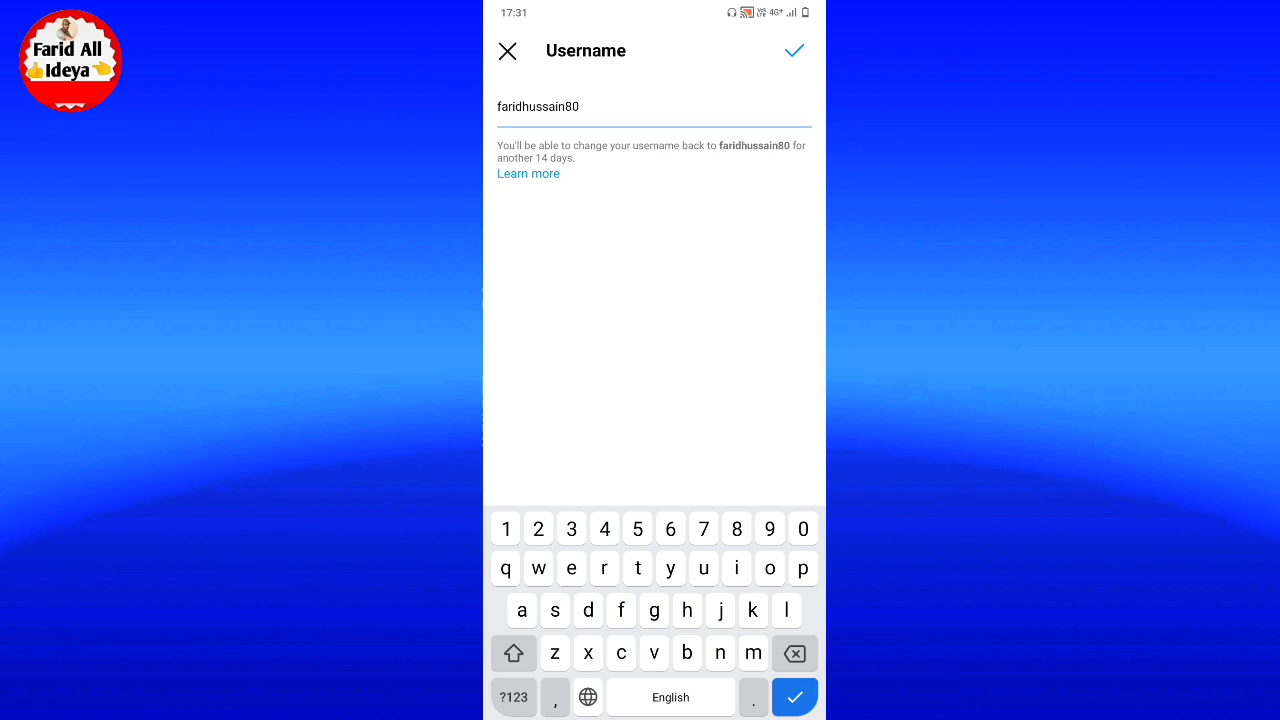 Farid All
Ideya
17:31
4G+
Username
faridhussain80
You'll be able to change your username back to faridhussain80 for
another 14 days.
Learn more
1 2 3 4 5 6 7 8 9 0
q w e r t y u i o p
a s d f g h j k l
z x c v b n m
?123 , English .